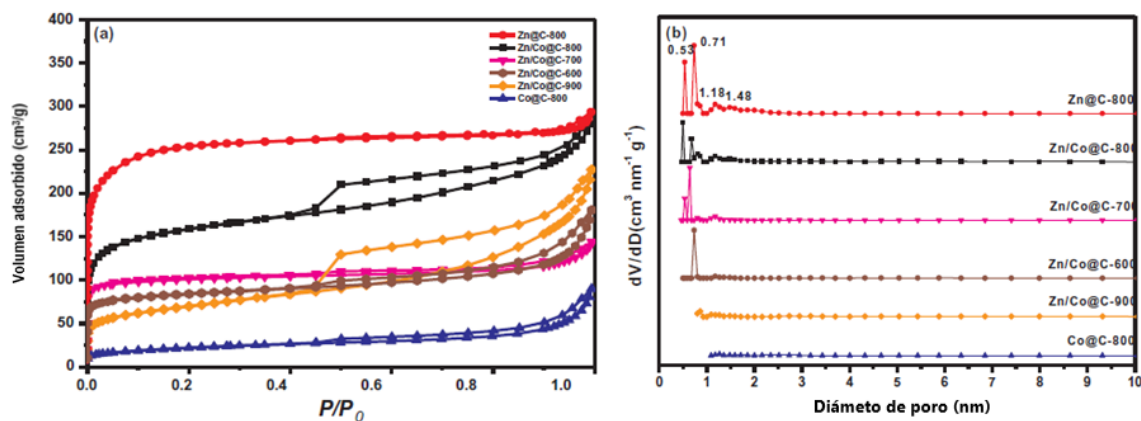 (a)
Zn@C-800
Zn/Co@C-800
Zn/Co@C-700
Zn/Co@C-600
Zn/Co@C-900
Co@C-800
Volumen adsorbido (cm³/g)
400
350
300
250
200
150
100
50
0
0.0 0.2 0.4 0.6 0.8 1.0
P/P₀
(b)
0.53 0.71
1.18 1.48
Zn@C-800
Zn/Co@C-800
Zn/Co@C-700
Zn/Co@C-600
Zn/Co@C-900
Co@C-800
dV/dD(cm³ nm⁻¹ g⁻¹)
0 1 2 3 4 5 6 7 8 9 10
Diámeto de poro (nm)